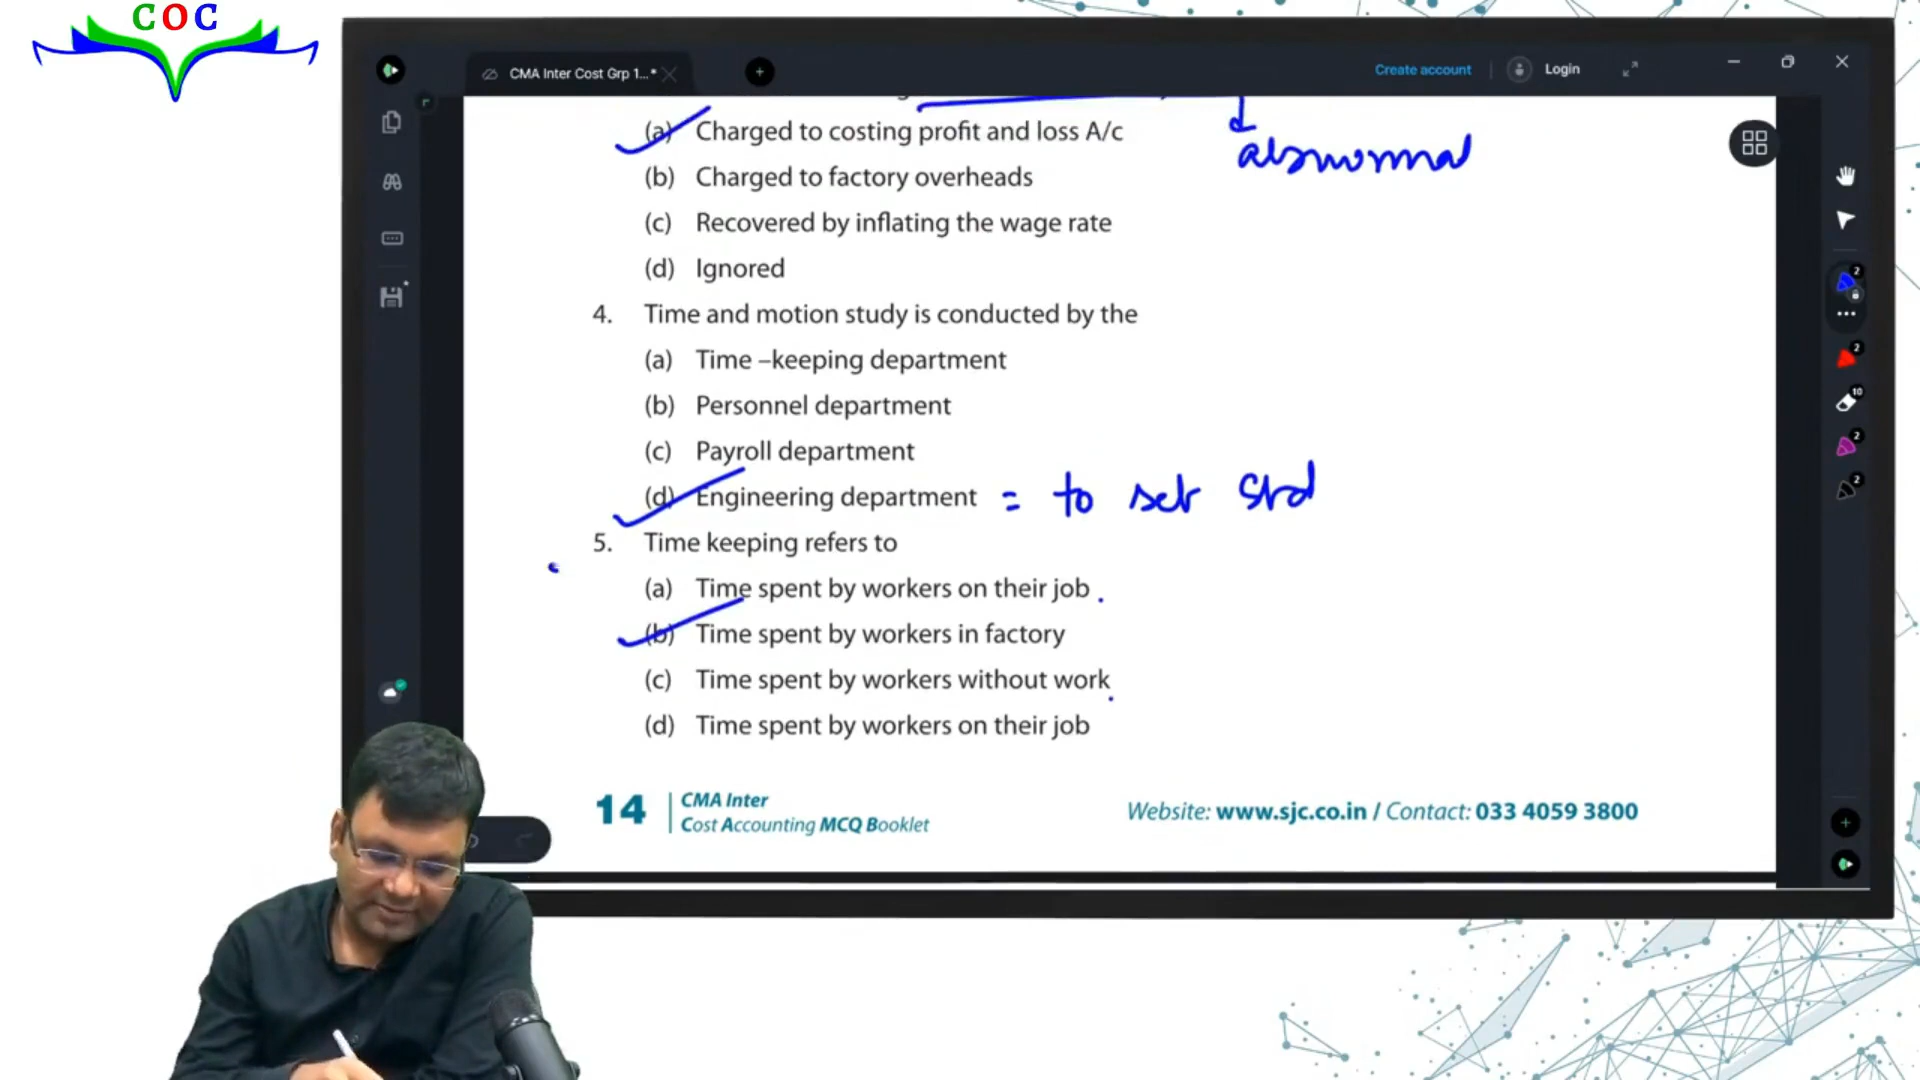 COC
CMA Inter Cost Grp 1...*
Create account
Login
(a) Charged to costing profit and loss A/c
abnormal
(b) Charged to factory overheads
(c) Recovered by inflating the wage rate
(d) Ignored
4. Time and motion study is conducted by the
(a) Time –keeping department
(b) Personnel department
(c) Payroll department
(d) Engineering department = to set Std
5. Time keeping refers to
(a) Time spent by workers on their job
(b) Time spent by workers in factory
(c) Time spent by workers without work
(d) Time spent by workers on their job
14
CMA Inter
Cost Accounting MCQ Booklet
Website: www.sjc.co.in / Contact: 033 4059 3800
2
2
10
2
2